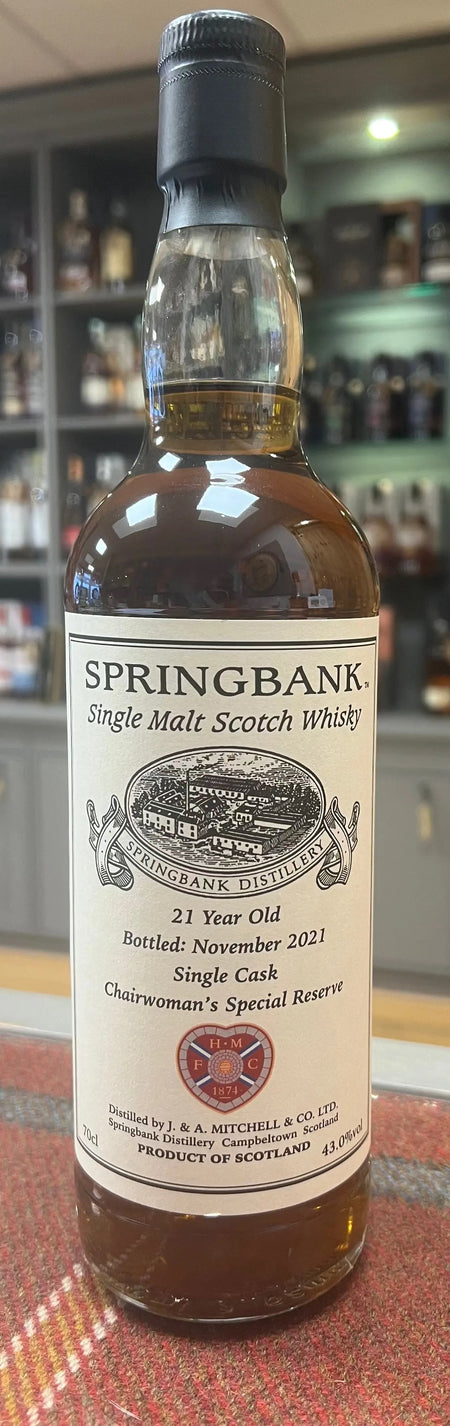 SPRINGBANK™
Single Malt Scotch Whisky
SPRINGBANK DISTILLERY
21 Year Old
Bottled: November 2021
Single Cask
Chairwoman's Special Reserve
H·M
F C
1874
Distilled by J. & A. MITCHELL & CO. LTD.
Springbank Distillery Campbeltown Scotland
70cl PRODUCT OF SCOTLAND 43.0%vol